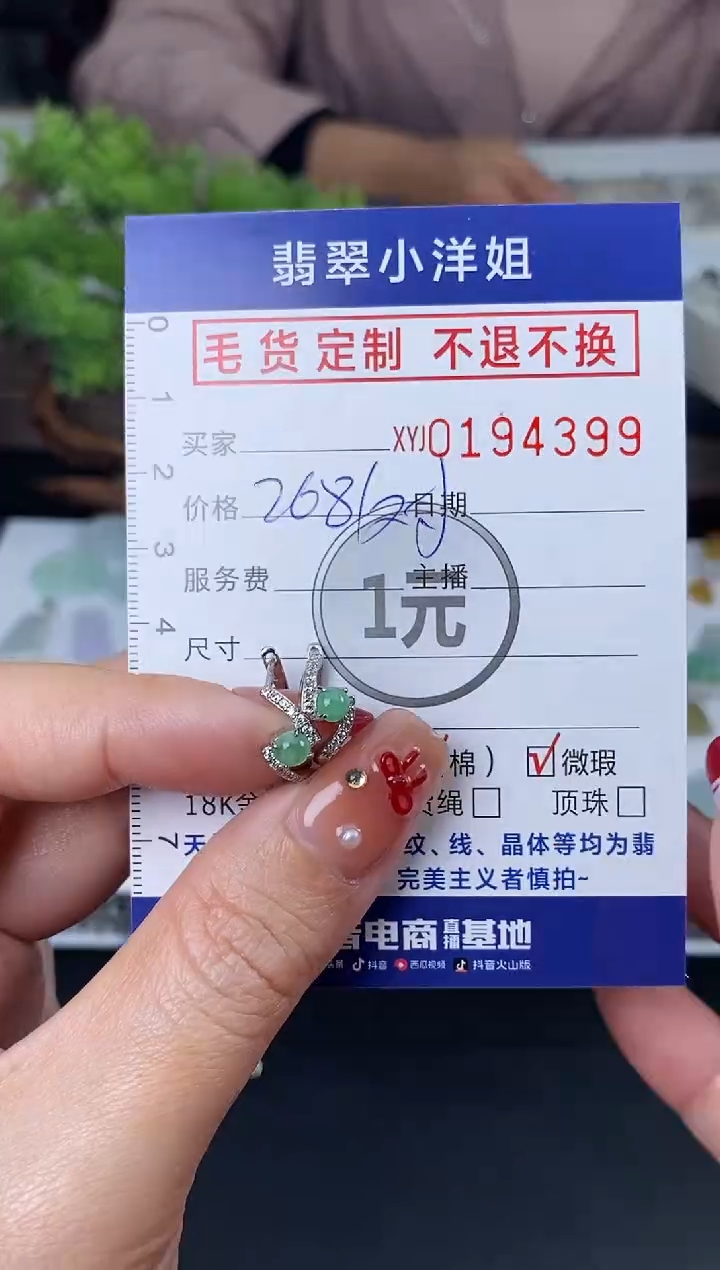 翡翠小洋姐
毛货定制 不退不换
0
1
买家 XYJ0194399
2
价格 268 日期
3
服务费 主播
1元
4
尺寸
棉） 微瑕
18K 绳 顶珠
7 天 纹、线、晶体等均为翡
完美主义者慎拍~
电商直播基地
抖音 西瓜视频 抖音火山版